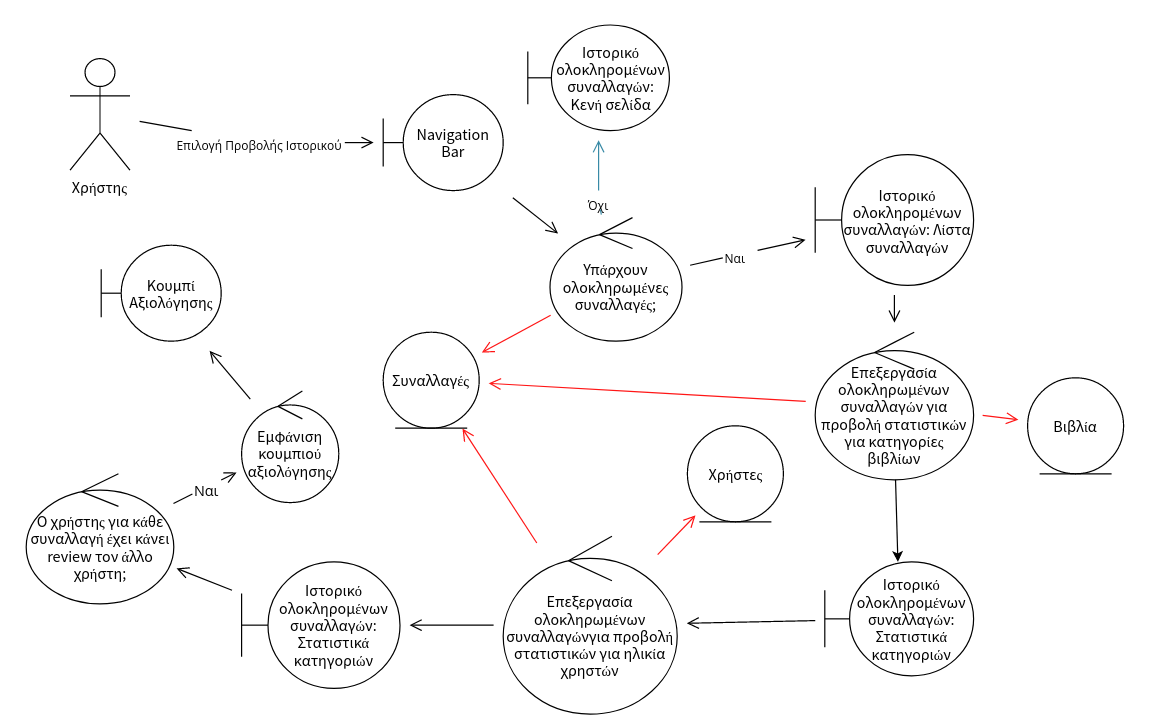 Ιστορικό
ολοκληρομένων
συναλλαγών:
Κενή σελίδα
Navigation
Bar
Επιλογή Προβολής Ιστορικού
Χρήστης
Όχι
Ιστορικό
ολοκληρομένων
συναλλαγών: Λίστα
συναλλαγών
Ναι
Υπάρχουν
ολοκληρωμένες
συναλλαγές;
Κουμπί
Αξιολόγησης
Συναλλαγές
Επεξεργασία
ολοκληρωμένων
συναλλαγών για
προβολή στατιστικών
για κατηγορίες
βιβλίων
Βιβλία
Εμφάνιση
κουμπιού
αξιολόγησης
Χρήστες
Ναι
Ο χρήστης για κάθε
συναλλαγή έχει κάνει
review τον άλλο
χρήστη;
Ιστορικό
ολοκληρομένων
συναλλαγών:
Στατιστικά
κατηγοριών
Επεξεργασία
ολοκληρωμένων
συναλλαγώνγια προβολή
στατιστικών για ηλικία
χρηστών
Ιστορικό
ολοκληρομένων
συναλλαγών:
Στατιστικά
κατηγοριών